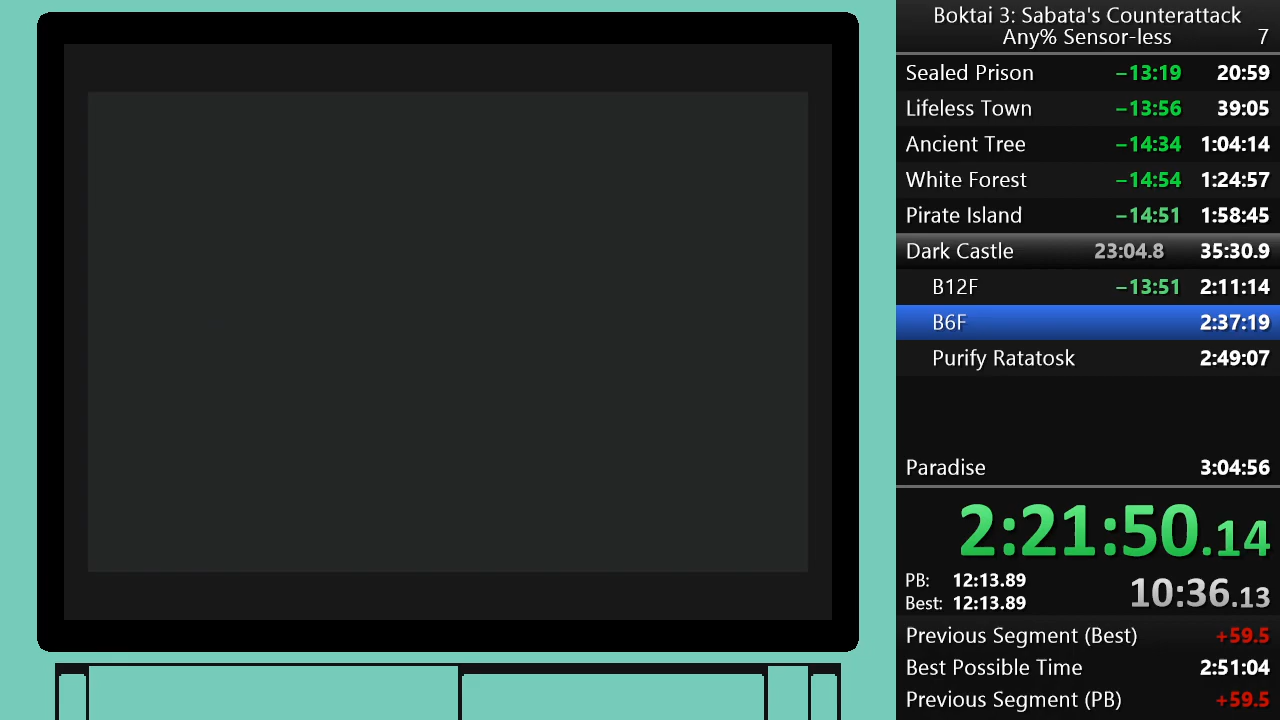 Boktai 3: Sabata's Counterattack
Any% Sensor-less 7
Sealed Prison −13:19 20:59
Lifeless Town −13:56 39:05
Ancient Tree −14:34 1:04:14
White Forest −14:54 1:24:57
Pirate Island −14:51 1:58:45
Dark Castle 23:04.8 35:30.9
B12F −13:51 2:11:14
B6F 2:37:19
Purify Ratatosk 2:49:07
Paradise 3:04:56
2:21:50.14
PB: 12:13.89
Best: 12:13.89
10:36.13
Previous Segment (Best) +59.5
Best Possible Time 2:51:04
Previous Segment (PB) +59.5